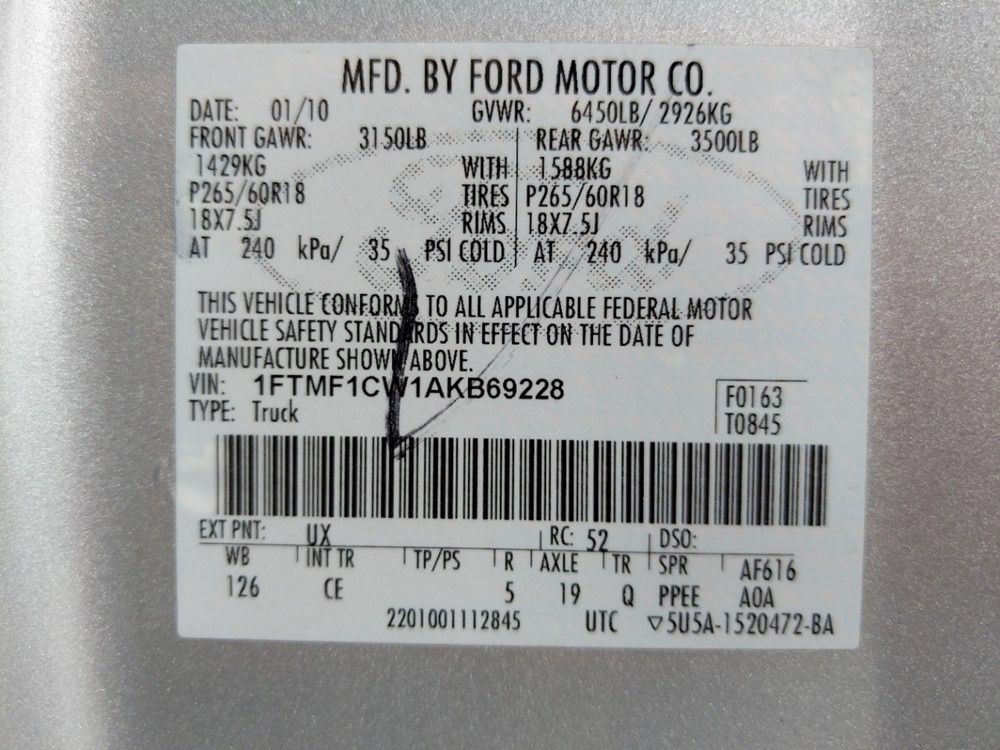 MFD. BY FORD MOTOR CO.
DATE: 01/10 GVWR: 6450LB/ 2926KG
FRONT GAWR: 3150LB REAR GAWR: 3500LB
1429KG WITH 1588KG WITH
P265/60R18 TIRES P265/60R18 TIRES
18X7.5J RIMS 18X7.5J RIMS
AT 240 kPa/ 35 PSI COLD AT 240 kPa/ 35 PSI COLD
THIS VEHICLE CONFORMS TO ALL APPLICABLE FEDERAL MOTOR
VEHICLE SAFETY STANDARDS IN EFFECT ON THE DATE OF
MANUFACTURE SHOWN ABOVE.
VIN: 1FTMF1CW1AKB69228
F0163
TYPE: Truck
T0845
EXT PNT: UX RC: 52 DSO:
WB INT TR TP/PS R AXLE TR SPR AF616
126 CE 5 19 Q PPEE A0A
2201001112845 UTC ▽5U5A-1520472-BA